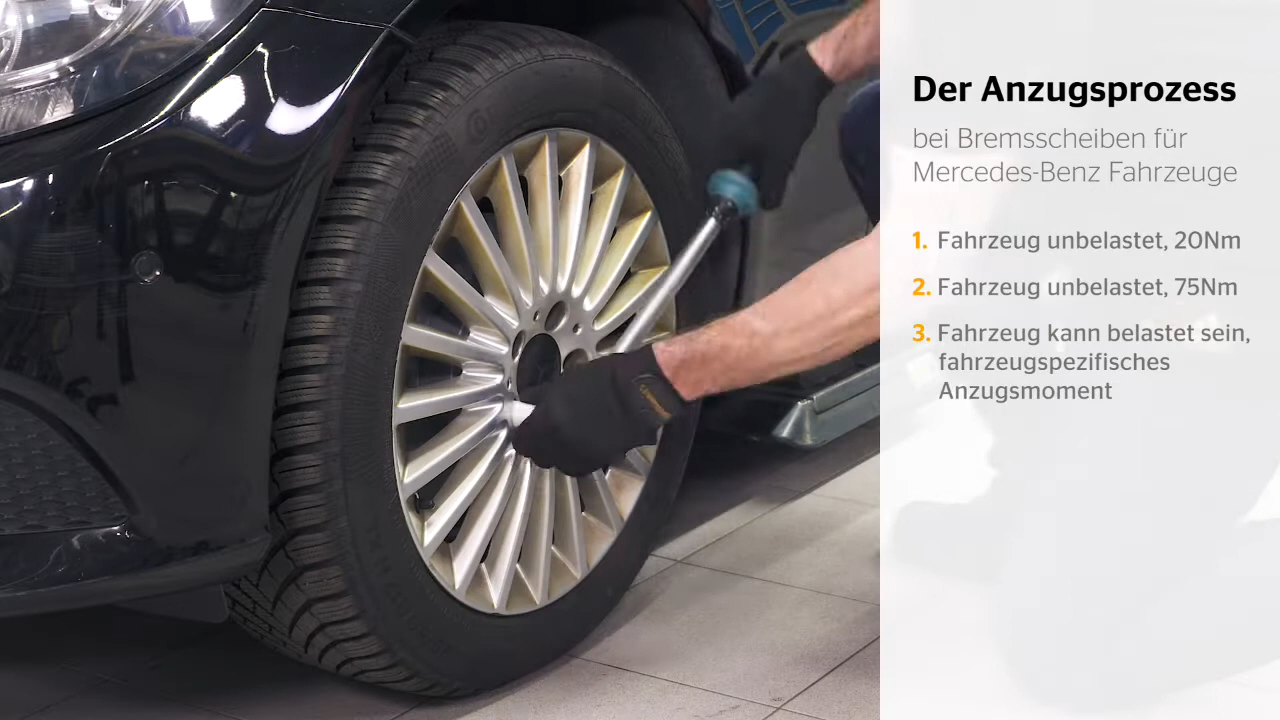 Der Anzugsprozess
bei Bremsscheiben für
Mercedes-Benz Fahrzeuge
1. Fahrzeug unbelastet, 20Nm
2. Fahrzeug unbelastet, 75Nm
3. Fahrzeug kann belastet sein,
fahrzeugspezifisches
Anzugsmoment